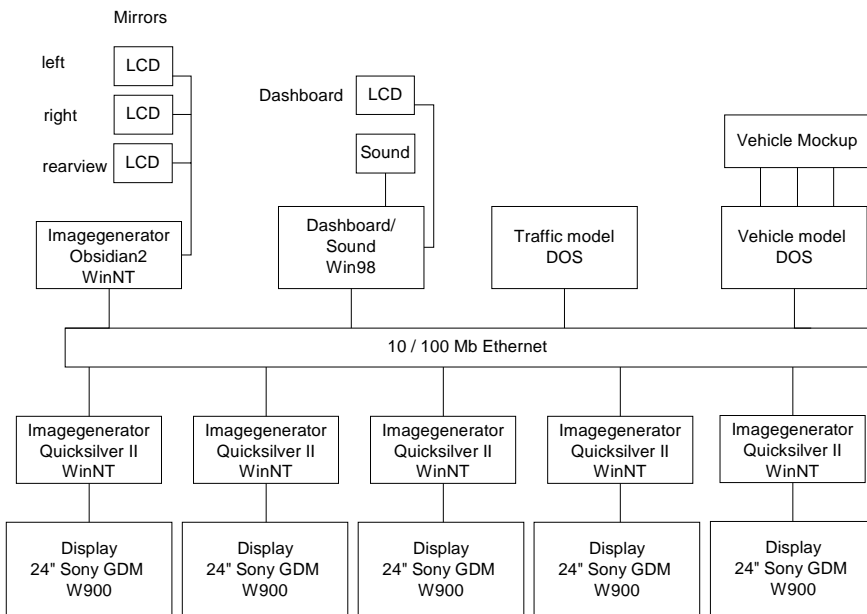 Mirrors
left
LCD
right
LCD
rearview
LCD
Dashboard
LCD
Sound
Vehicle Mockup
Imagegenerator
Obsidian2
WinNT
Dashboard/
Sound
Win98
Traffic model
DOS
Vehicle model
DOS
10 / 100 Mb Ethernet
Imagegenerator
Quicksilver II
WinNT
Imagegenerator
Quicksilver II
WinNT
Imagegenerator
Quicksilver II
WinNT
Imagegenerator
Quicksilver II
WinNT
Imagegenerator
Quicksilver II
WinNT
Display
24" Sony GDM
W900
Display
24" Sony GDM
W900
Display
24" Sony GDM
W900
Display
24" Sony GDM
W900
Display
24" Sony GDM
W900